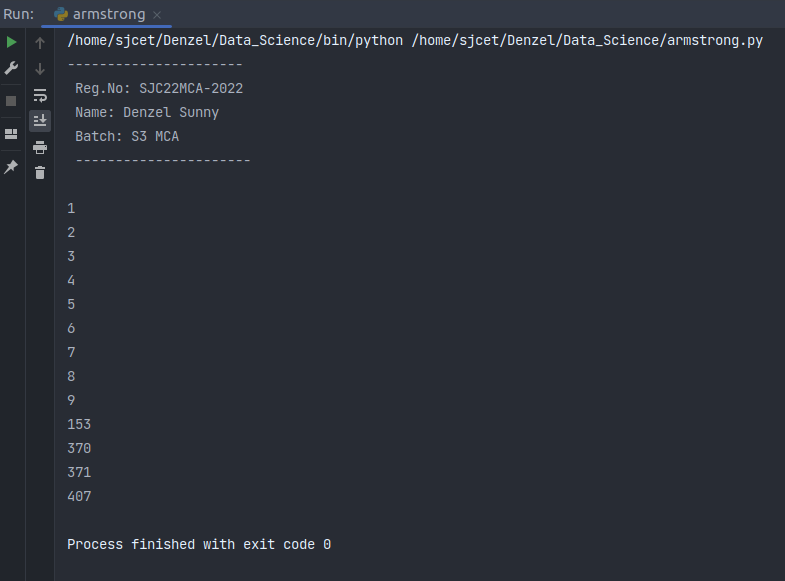 Run: armstrong
/home/sjcet/Denzel/Data_Science/bin/python /home/sjcet/Denzel/Data_Science/armstrong.py
----------------------
Reg.No: SJC22MCA-2022
Name: Denzel Sunny
Batch: S3 MCA
----------------------
1
2
3
4
5
6
7
8
9
153
370
371
407
Process finished with exit code 0